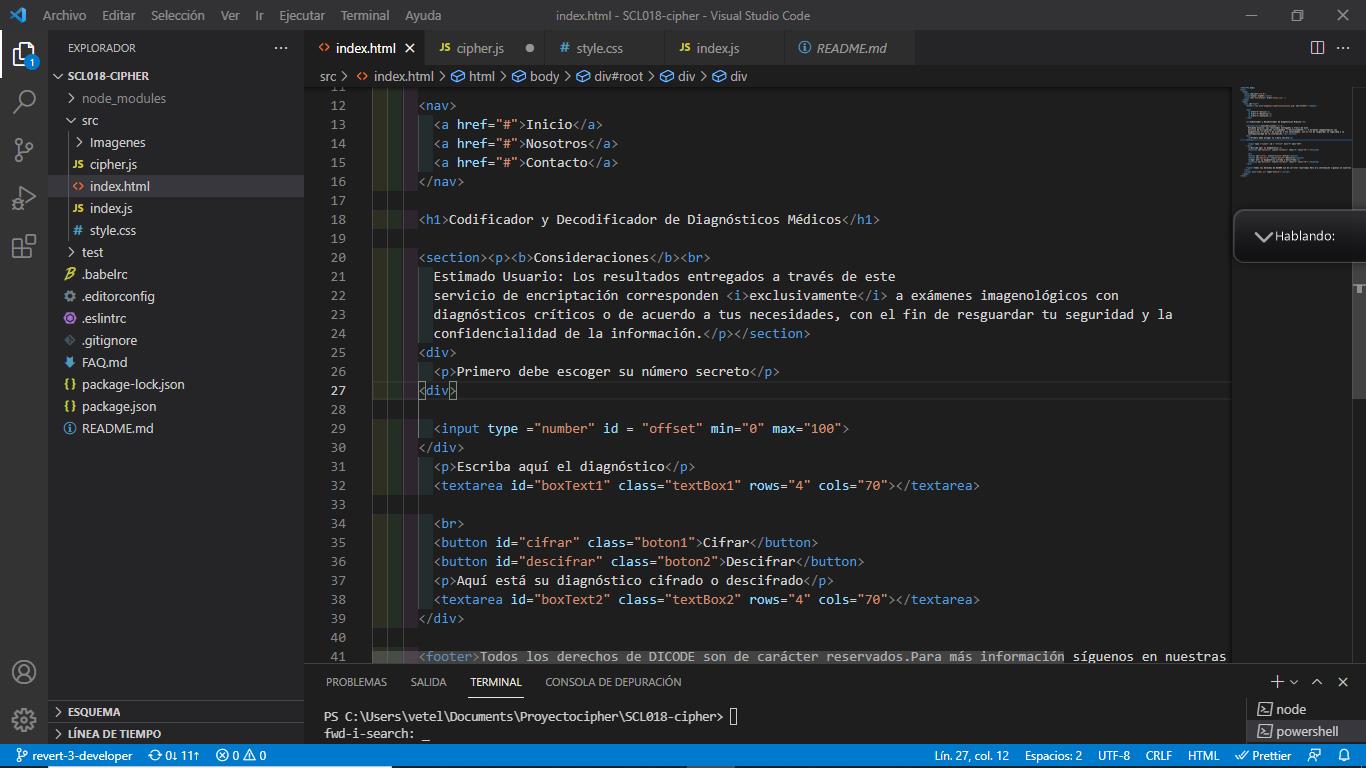 Archivo Editar Selección Ver Ir Ejecutar Terminal Ayuda
index.html - SCL018-cipher - Visual Studio Code
EXPLORADOR ···
1
SCL018-CIPHER
node_modules
src
Imagenes
JS cipher.js
<> index.html
JS index.js
# style.css
test
.babelrc
.editorconfig
.eslintrc
.gitignore
FAQ.md
{} package-lock.json
{} package.json
README.md
ESQUEMA
LÍNEA DE TIEMPO
<> index.html × JS cipher.js ● # style.css JS index.js README.md
src > <> index.html > html > body > div#root > div > div
11
12 <nav>
13 <a href="#">Inicio</a>
14 <a href="#">Nosotros</a>
15 <a href="#">Contacto</a>
16 </nav>
17
18 <h1>Codificador y Decodificador de Diagnósticos Médicos</h1>
19
20 <section><p><b>Consideraciones</b><br>
21 Estimado Usuario: Los resultados entregados a través de este
22 servicio de encriptación corresponden <i>exclusivamente</i> a exámenes imagenológicos con
23 diagnósticos críticos o de acuerdo a tus necesidades, con el fin de resguardar tu seguridad y la
24 confidencialidad de la información.</p></section>
25 <div>
26 <p>Primero debe escoger su número secreto</p>
27 <div>
28
29 <input type ="number" id = "offset" min="0" max="100">
30 </div>
31 <p>Escriba aquí el diagnóstico</p>
32 <textarea id="boxText1" class="textBox1" rows="4" cols="70"></textarea>
33
34 <br>
35 <button id="cifrar" class="boton1">Cifrar</button>
36 <button id="descifrar" class="boton2">Descifrar</button>
37 <p>Aquí está su diagnóstico cifrado o descifrado</p>
38 <textarea id="boxText2" class="textBox2" rows="4" cols="70"></textarea>
39 </div>
40
41 <footer>Todos los derechos de DICODE son de carácter reservados.Para más información síguenos en nuestras
Hablando:
PROBLEMAS SALIDA TERMINAL CONSOLA DE DEPURACIÓN
PS C:\Users\vetel\Documents\Proyectocipher\SCL018-cipher>
fwd-i-search: _
node
powershell
revert-3-developer 0↓ 11↑ 0 0 Lín. 27, col. 12 Espacios: 2 UTF-8 CRLF HTML Prettier